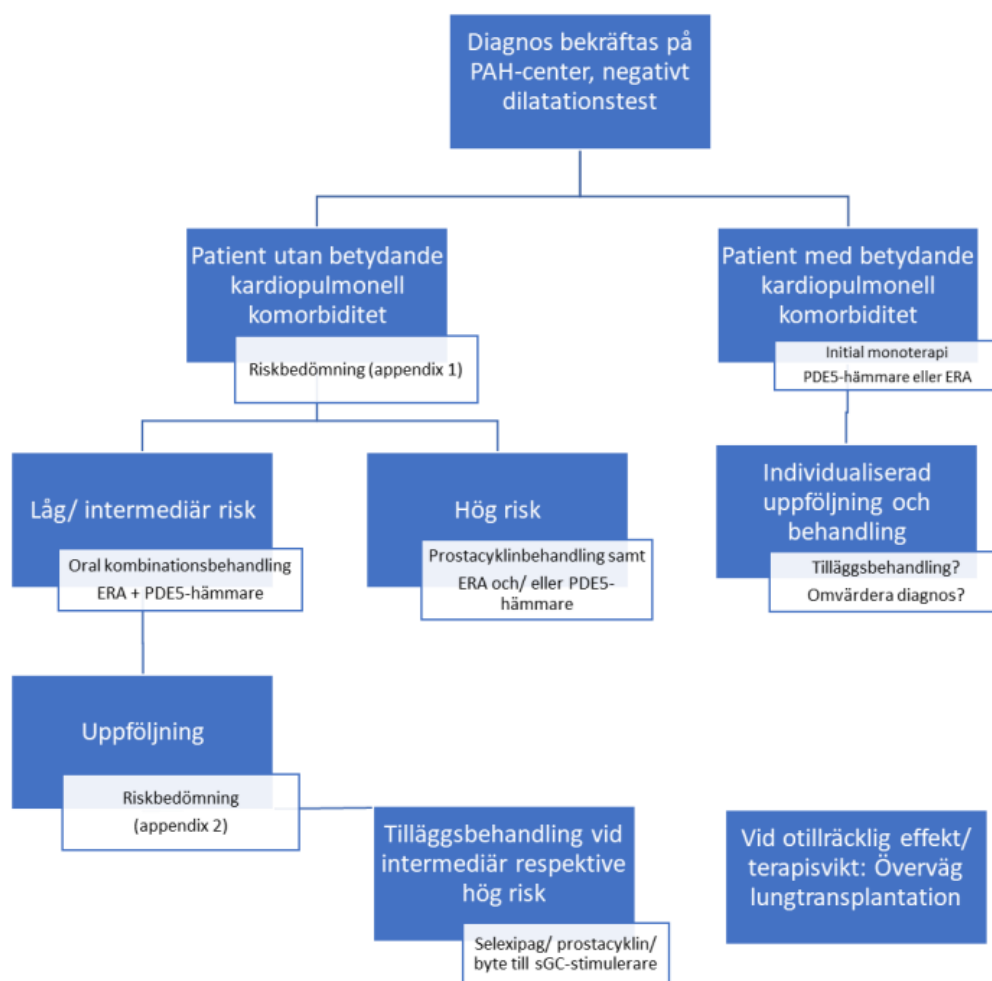 Diagnos bekräftas på
PAH-center, negativt
dilatationstest
Patient utan betydande
kardiopulmonell
komorbiditet
Riskbedömning (appendix 1)
Patient med betydande
kardiopulmonell
komorbiditet
Initial monoterapi
PDE5-hämmare eller ERA
Låg/ intermediär risk
Oral kombinationsbehandling
ERA + PDE5-hämmare
Hög risk
Prostacyklinbehandling samt
ERA och/ eller PDE5-
hämmare
Individualiserad
uppföljning och
behandling
Tilläggsbehandling?
Omvärdera diagnos?
Uppföljning
Riskbedömning
(appendix 2)
Tilläggsbehandling vid
intermediär respektive
hög risk
Selexipag/ prostacyklin/
byte till sGC-stimulerare
Vid otillräcklig effekt/
terapisvikt: Överväg
lungtransplantation